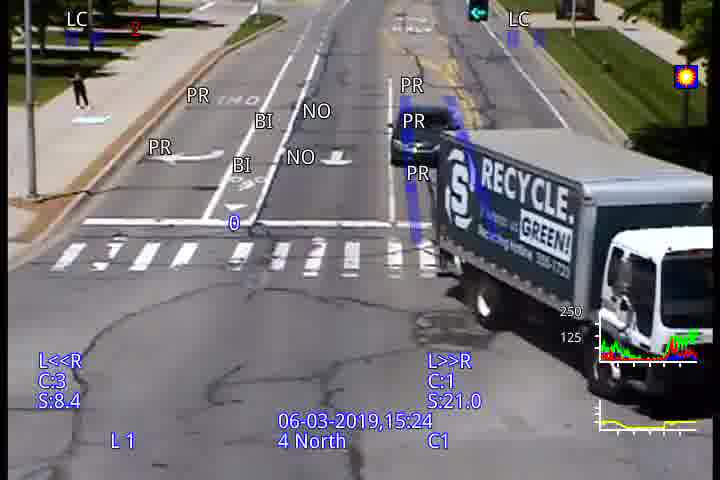 LC
LC
2
PR
PR
NO
BI
PR
PR
NO
BI
PR
0
S
RECYCLE.
GREEN!
250
125
L<<R
C:3
S:8.4
L>>R
C:1
S:21.0
06-03-2019,15:24
L 1
4 North
C1